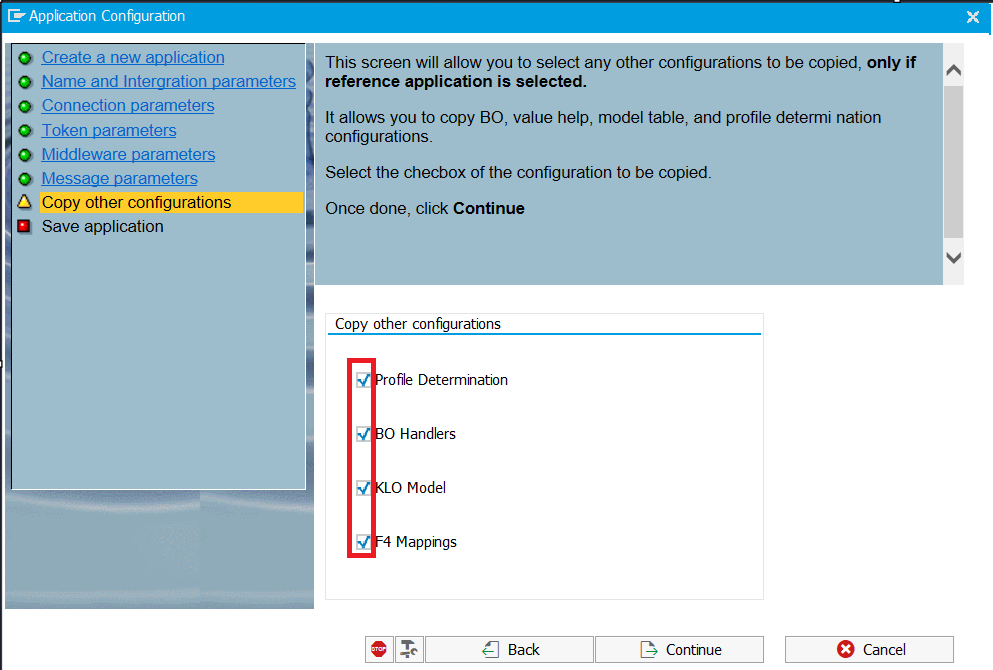 Application Configuration
Create a new application
Name and Intergration parameters
Connection parameters
Token parameters
Middleware parameters
Message parameters
Copy other configurations
Save application
This screen will allow you to select any other configurations to be copied, only if
reference application is selected.
It allows you to copy BO, value help, model table, and profile determi nation
configurations.
Select the checbox of the configuration to be copied.
Once done, click Continue
Copy other configurations
Profile Determination
BO Handlers
KLO Model
F4 Mappings
STOP
Back
Continue
Cancel